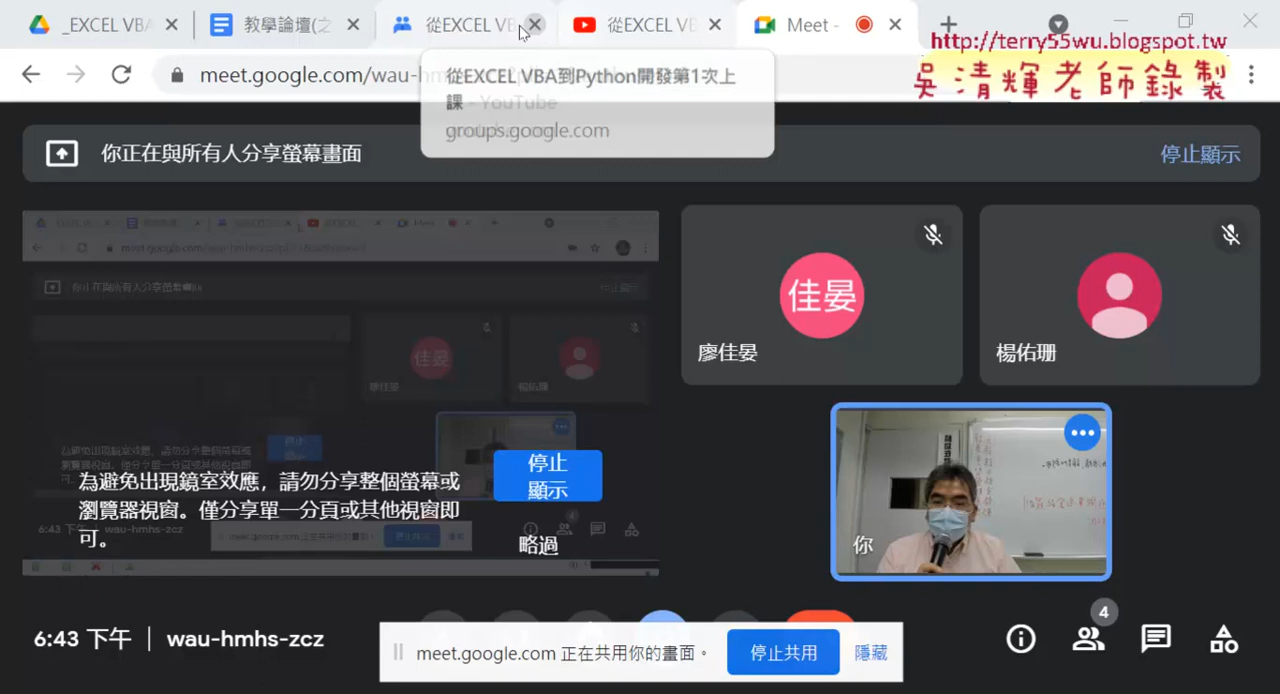 _EXCEL VBA
教學論壇(之
從EXCEL VB
從EXCEL VE
Meet -
http://terry55wu.blogspot.tw
吳清輝老師錄製
meet.google.com/wau-hm
從EXCEL VBA到Python開發第1次上
課 - YouTube
groups.google.com
你正在與所有人分享螢幕畫面
停止顯示
佳晏
廖佳晏
楊佑珊
為避免出現鏡室效應，請勿分享整個螢幕或
瀏覽器視窗。僅分享單一分頁或其他視窗即
可。
停止
顯示
略過
你
6:43 下午
wau-hmhs-zcz
4
meet.google.com 正在共用你的畫面。
停止共用
隱藏